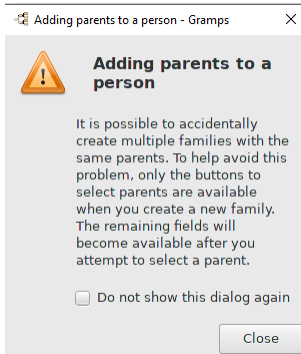 Adding parents to a person - Gramps
Adding parents to a
person
It is possible to accidentally
create multiple families with the
same parents. To help avoid this
problem, only the buttons to
select parents are available
when you create a new family.
The remaining fields will
become available after you
attempt to select a parent.
Do not show this dialog again
Close